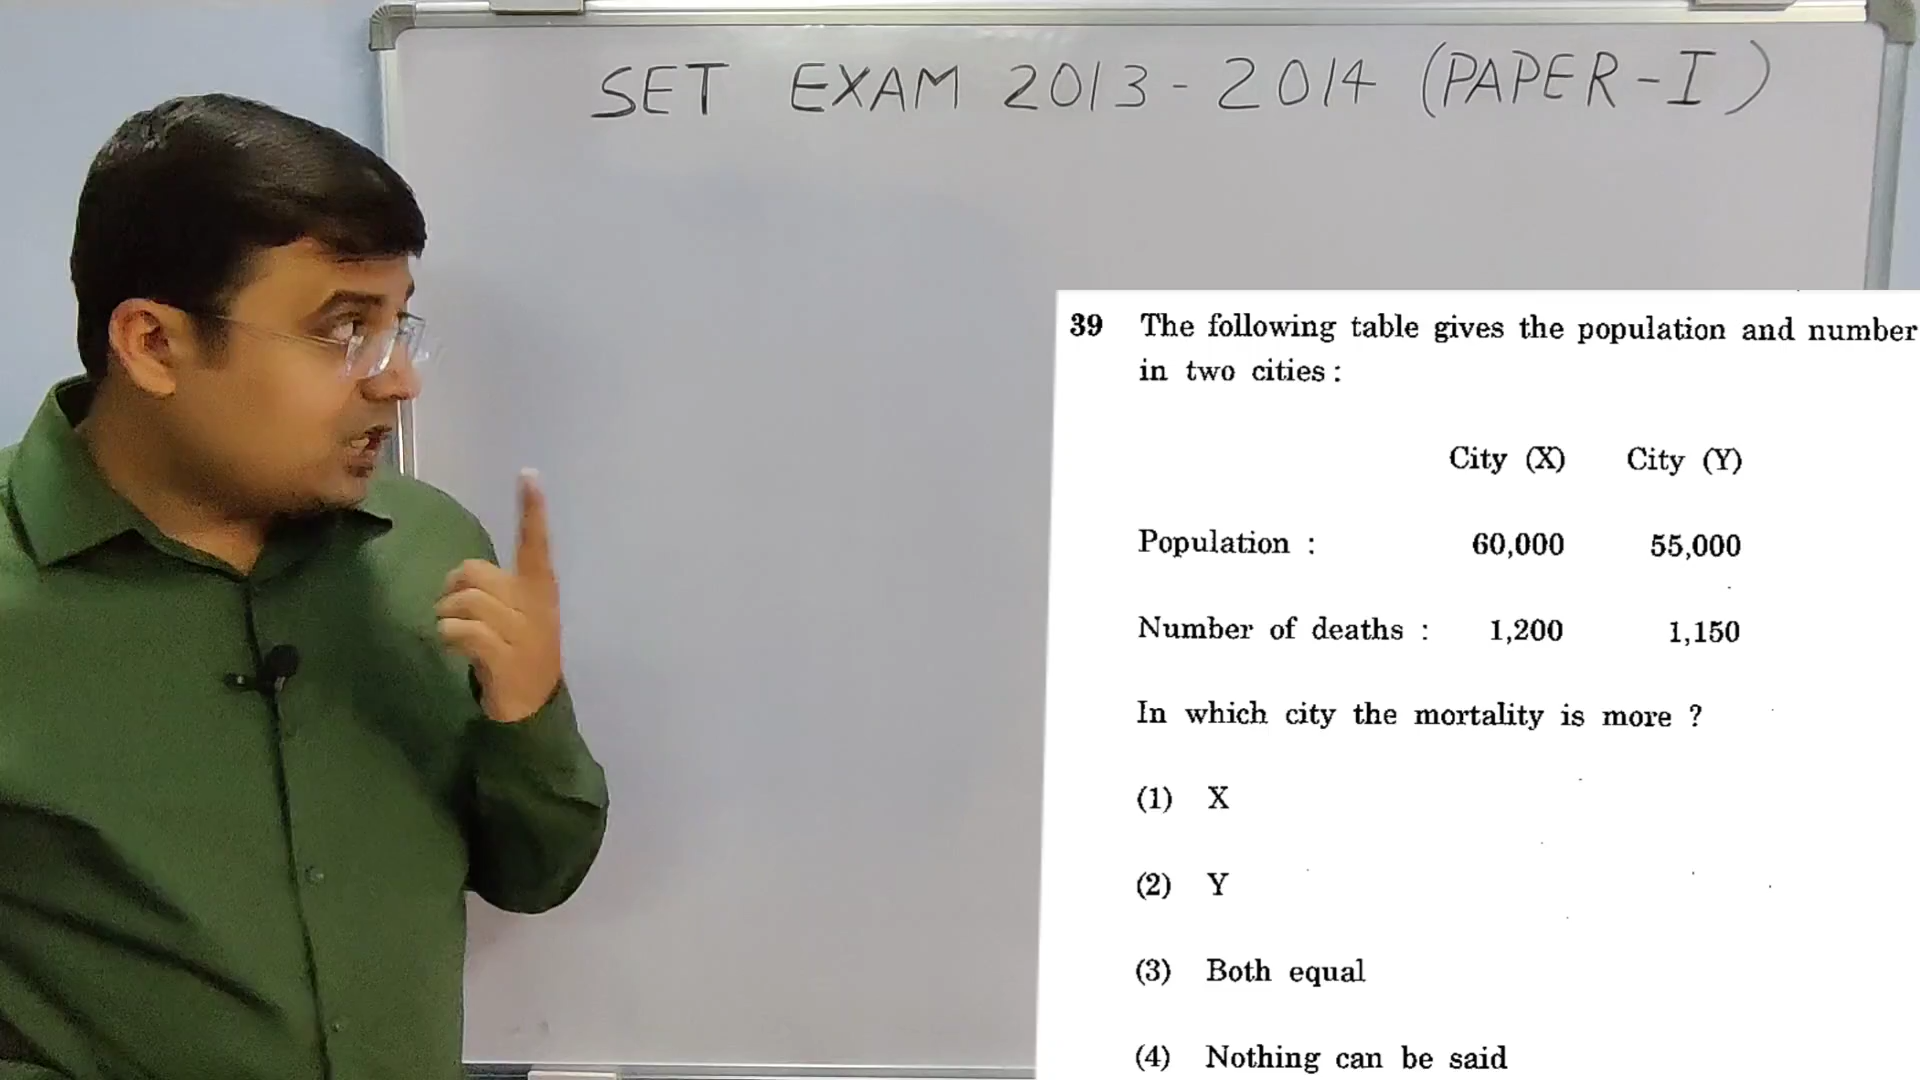 SET EXAM 2013-2014 (PAPER-I)
39 The following table gives the population and number
in two cities :
City (X) City (Y)
Population : 60,000 55,000
Number of deaths : 1,200 1,150
In which city the mortality is more ?
(1) X
(2) Y
(3) Both equal
(4) Nothing can be said